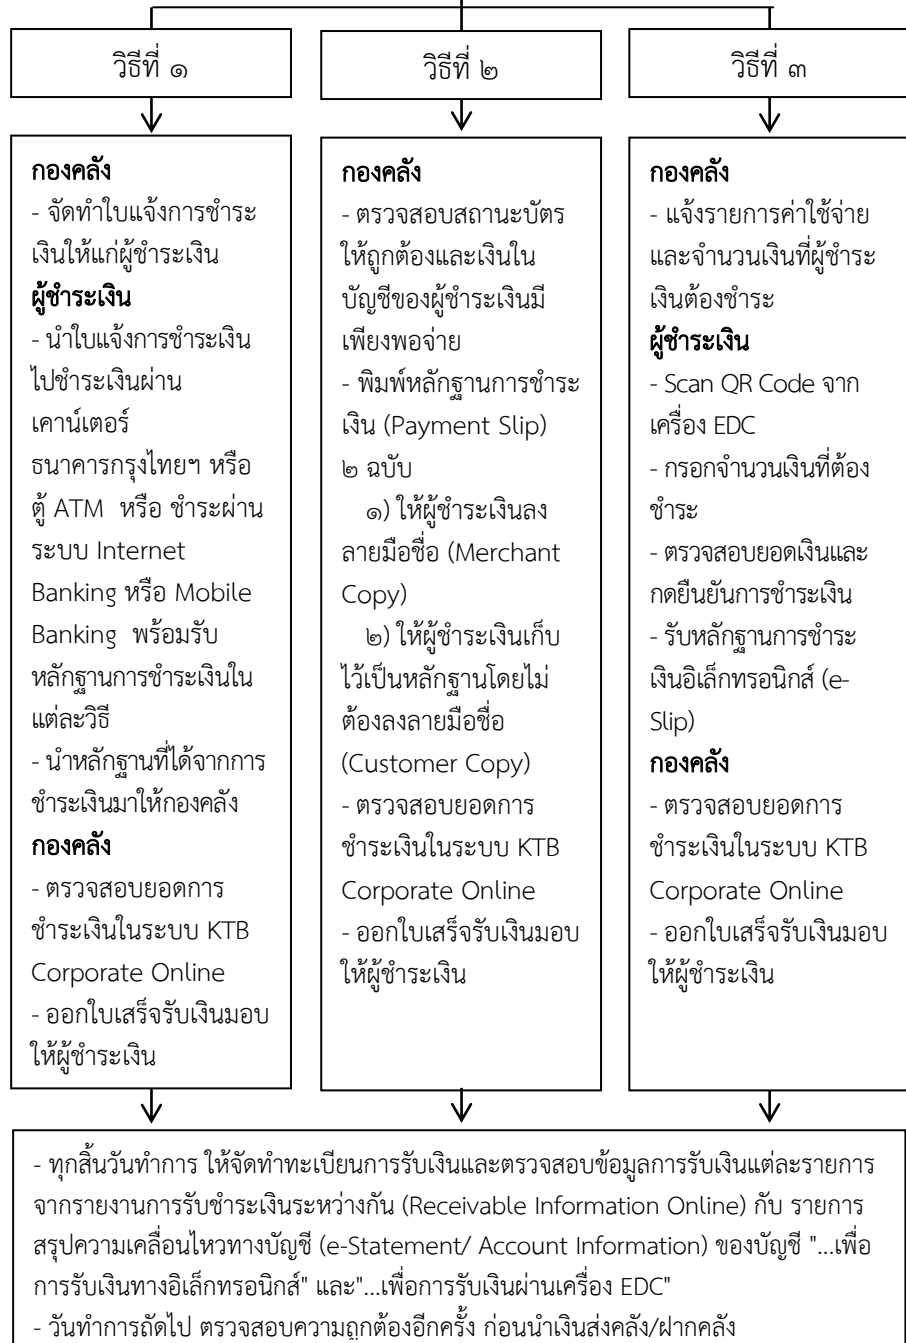 วิธีที่ ๑
วิธีที่ ๒
วิธีที่ ๓
กองคลัง
- จัดทำใบแจ้งการชำระ
เงินให้แก่ผู้ชำระเงิน
ผู้ชำระเงิน
- นำใบแจ้งการชำระเงิน
ไปชำระเงินผ่าน
เคาน์เตอร์
ธนาคารกรุงไทยฯ หรือ
ตู้ ATM หรือ ชำระผ่าน
ระบบ Internet
Banking หรือ Mobile
Banking พร้อมรับ
หลักฐานการชำระเงินใน
แต่ละวิธี
- นำหลักฐานที่ได้จากการ
ชำระเงินมาให้กองคลัง
กองคลัง
- ตรวจสอบยอดการ
ชำระเงินในระบบ KTB
Corporate Online
- ออกใบเสร็จรับเงินมอบ
ให้ผู้ชำระเงิน
กองคลัง
- ตรวจสอบสถานะบัตร
ให้ถูกต้องและเงินใน
บัญชีของผู้ชำระเงินมี
เพียงพอจ่าย
- พิมพ์หลักฐานการชำระ
เงิน (Payment Slip)
๒ ฉบับ
๑) ให้ผู้ชำระเงินลง
ลายมือชื่อ (Merchant
Copy)
๒) ให้ผู้ชำระเงินเก็บ
ไว้เป็นหลักฐานโดยไม่
ต้องลงลายมือชื่อ
(Customer Copy)
- ตรวจสอบยอดการ
ชำระเงินในระบบ KTB
Corporate Online
- ออกใบเสร็จรับเงินมอบ
ให้ผู้ชำระเงิน
กองคลัง
- แจ้งรายการค่าใช้จ่าย
และจำนวนเงินที่ผู้ชำระ
เงินต้องชำระ
ผู้ชำระเงิน
- Scan QR Code จาก
เครื่อง EDC
- กรอกจำนวนเงินที่ต้อง
ชำระ
- ตรวจสอบยอดเงินและ
กดยืนยันการชำระเงิน
- รับหลักฐานการชำระ
เงินอิเล็กทรอนิกส์ (e-
Slip)
กองคลัง
- ตรวจสอบยอดการ
ชำระเงินในระบบ KTB
Corporate Online
- ออกใบเสร็จรับเงินมอบ
ให้ผู้ชำระเงิน
- ทุกสิ้นวันทำการ ให้จัดทำทะเบียนการรับเงินและตรวจสอบข้อมูลการรับเงินแต่ละรายการ
จากรายงานการรับชำระเงินระหว่างกัน (Receivable Information Online) กับ รายการ
สรุปความเคลื่อนไหวทางบัญชี (e-Statement/ Account Information) ของบัญชี "...เพื่อ
การรับเงินทางอิเล็กทรอนิกส์" และ"...เพื่อการรับเงินผ่านเครื่อง EDC"
- วันทำการถัดไป ตรวจสอบความถูกต้องอีกครั้ง ก่อนนำเงินส่งคลัง/ฝากคลัง